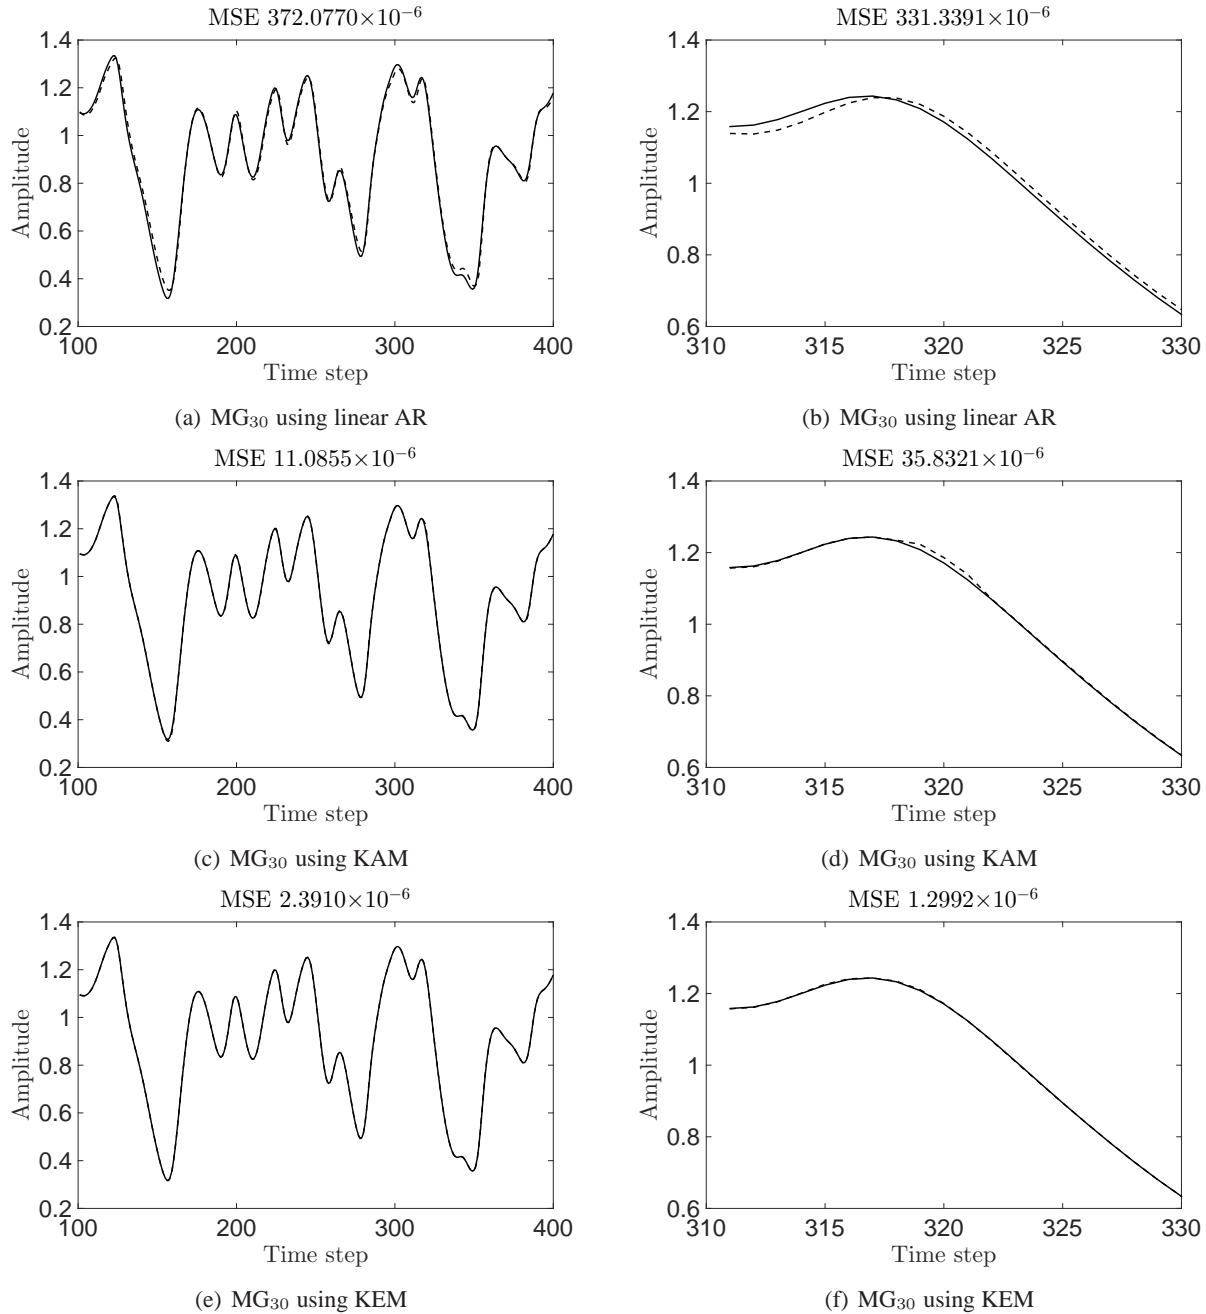 MSE 372.0770×10⁻⁶
1.4
1.2
1
0.8
0.6
0.4
0.2
Amplitude
100
200
300
400
Time step
(a) MG₃₀ using linear AR
MSE 331.3391×10⁻⁶
1.4
1.2
1
0.8
0.6
Amplitude
310
315
320
325
330
Time step
(b) MG₃₀ using linear AR
MSE 11.0855×10⁻⁶
1.4
1.2
1
0.8
0.6
0.4
0.2
Amplitude
100
200
300
400
Time step
(c) MG₃₀ using KAM
MSE 35.8321×10⁻⁶
1.4
1.2
1
0.8
0.6
Amplitude
310
315
320
325
330
Time step
(d) MG₃₀ using KAM
MSE 2.3910×10⁻⁶
1.4
1.2
1
0.8
0.6
0.4
0.2
Amplitude
100
200
300
400
Time step
(e) MG₃₀ using KEM
MSE 1.2992×10⁻⁶
1.4
1.2
1
0.8
0.6
Amplitude
310
315
320
325
330
Time step
(f) MG₃₀ using KEM